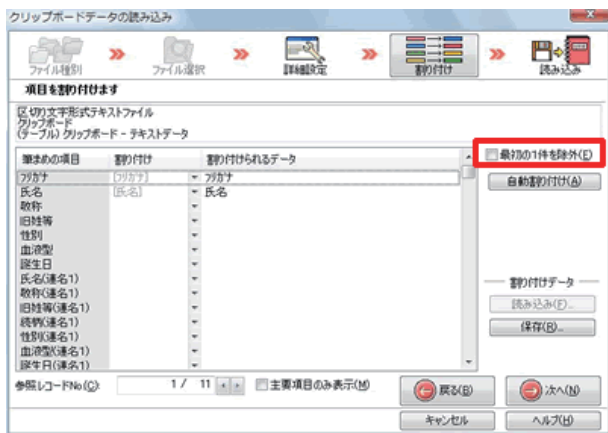 クリップボードデータの読み込み
ファイル種別
ファイル選択
詳細設定
割り付け
読み込み
項目を割り付けます
区切り文字形式テキストファイル
クリップボード
(テーブル) クリップボード - テキストデータ
筆まめの項目 割り付け 割り付けられるデータ
フリガナ [フリガナ] フリガナ
氏名 [氏名] 氏名
敬称
旧姓等
性別
血液型
誕生日
氏名(連名1)
敬称(連名1)
旧姓等(連名1)
続柄(連名1)
性別(連名1)
血液型(連名1)
誕生日(連名1)
最初の1件を除外(E)
自動割り付け(A)
割り付けデータ
読み込み(F)...
保存(R)...
参照レコードNo(C): 1 / 11 主要項目のみ表示(M)
戻る(B) 次へ(N)
キャンセル ヘルプ(H)